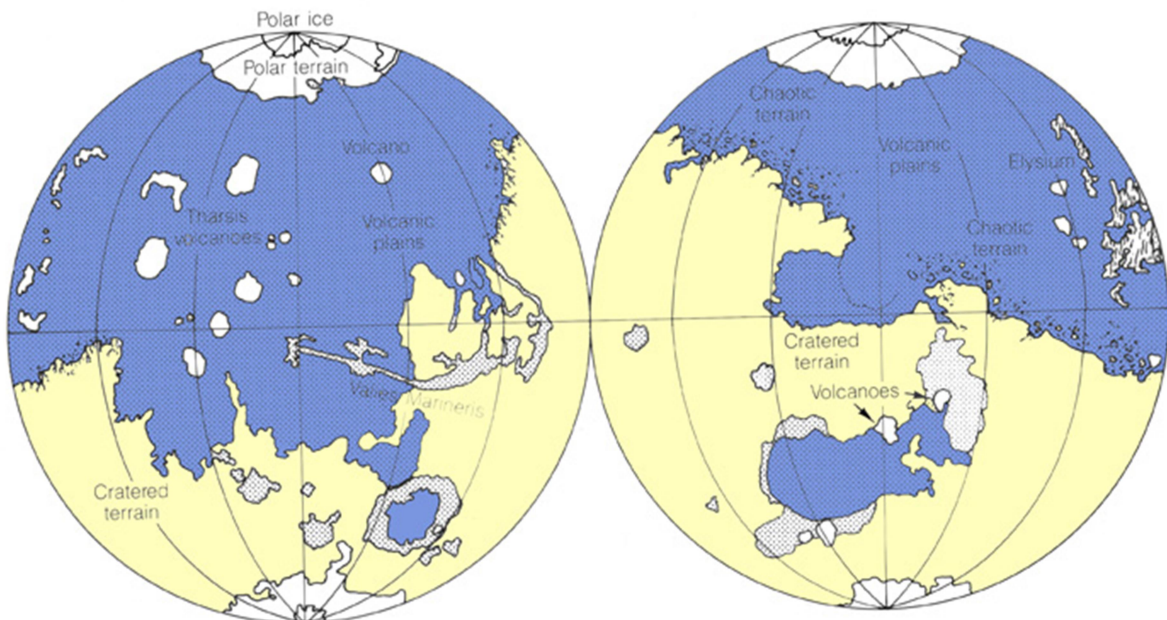 Polar ice
Polar terrain
Volcano
Tharsis
volcanoes
Volcanic
plains
Valles Marineris
Cratered
terrain
Chaotic
terrain
Volcanic
plains
Elysium
Chaotic
terrain
Cratered
terrain
Volcanoes